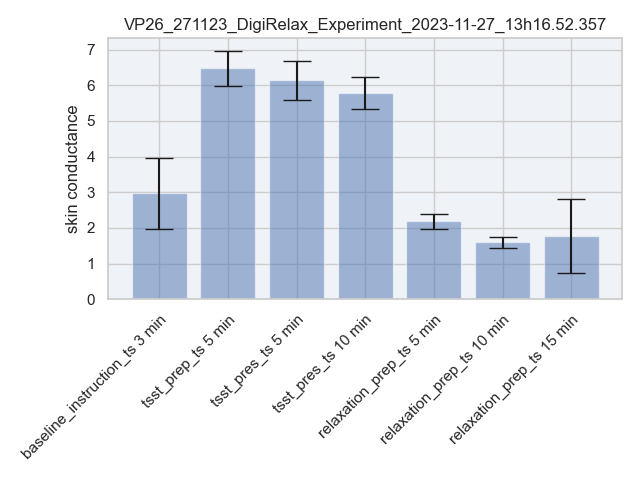 VP26_271123_DigiRelax_Experiment_2023-11-27_13h16.52.357
7
6
5
4
3
2
1
0
skin conductance
baseline_instruction_ts 3 min
tsst_prep_ts 5 min
tsst_pres_ts 5 min
tsst_pres_ts 10 min
relaxation_prep_ts 5 min
relaxation_prep_ts 10 min
relaxation_prep_ts 15 min